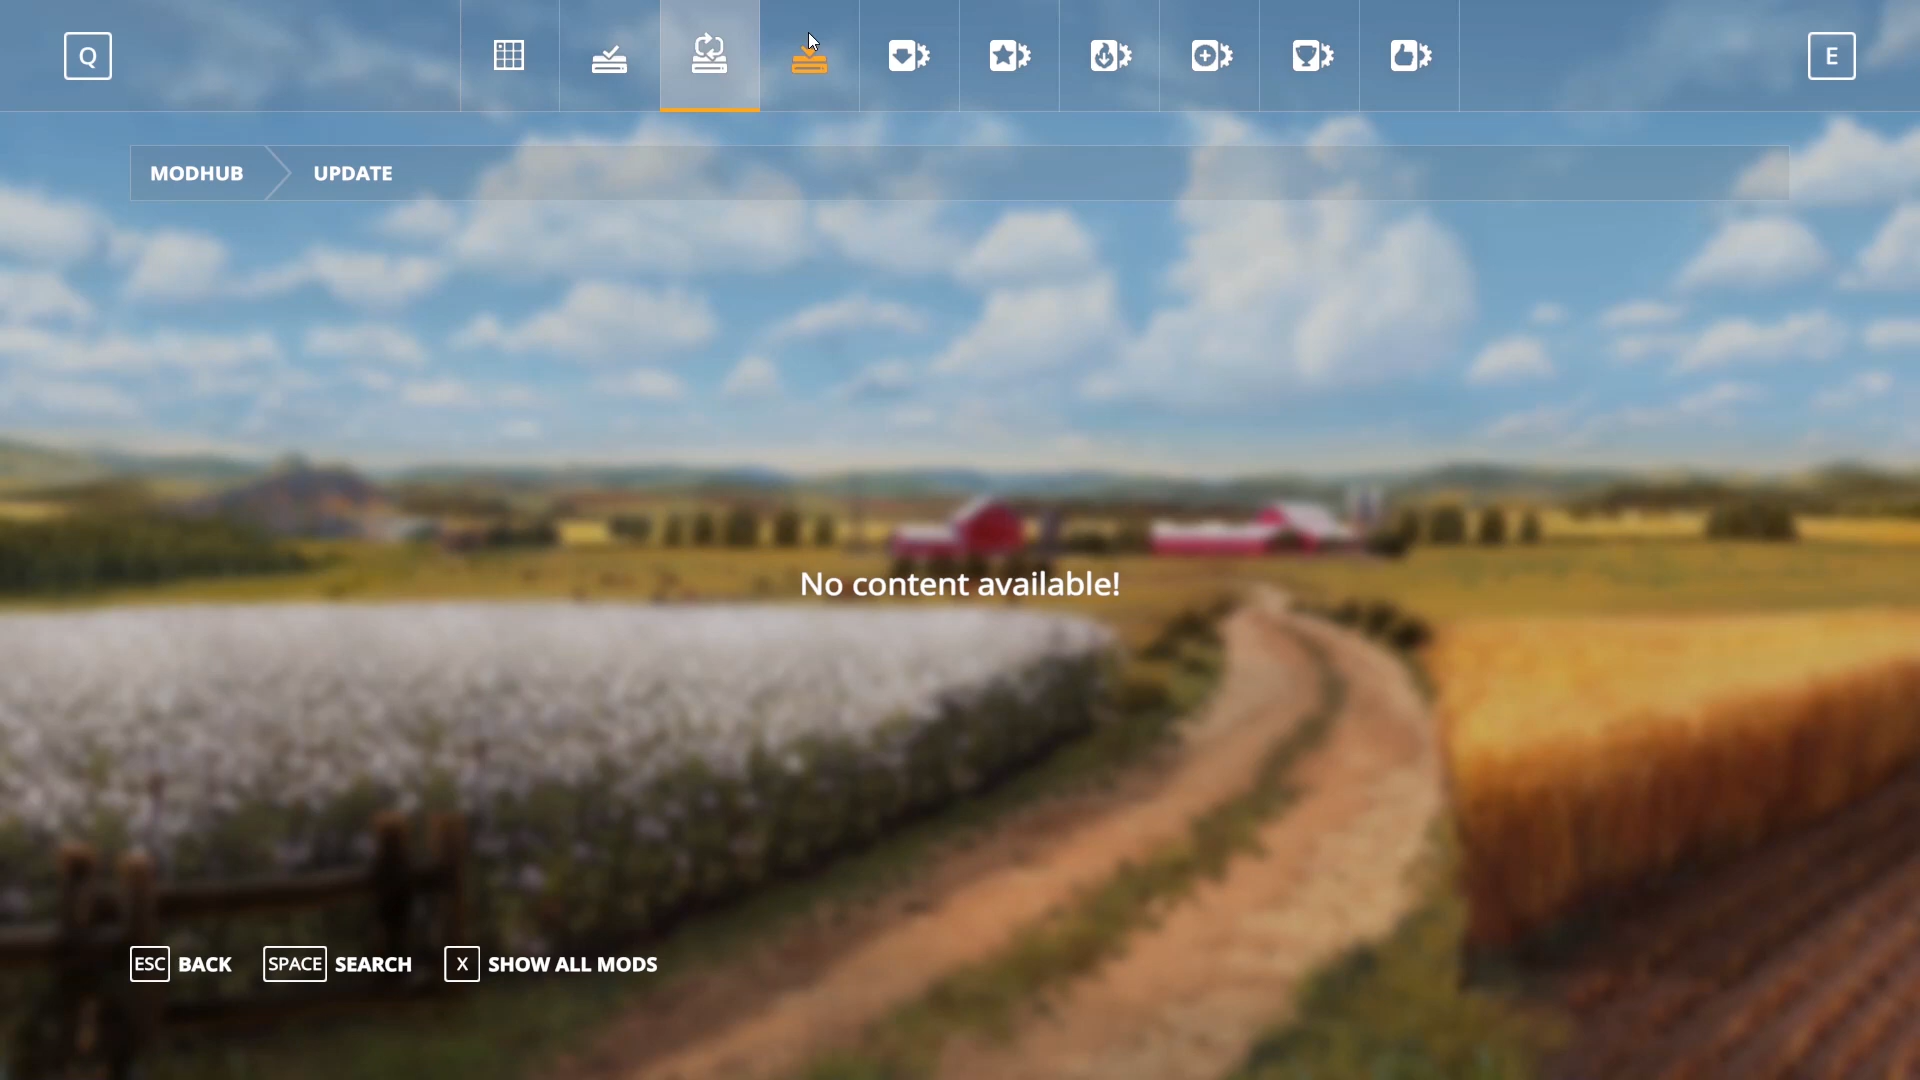 Q
E
MODHUB UPDATE
No content available!
ESC BACK SPACE SEARCH X SHOW ALL MODS